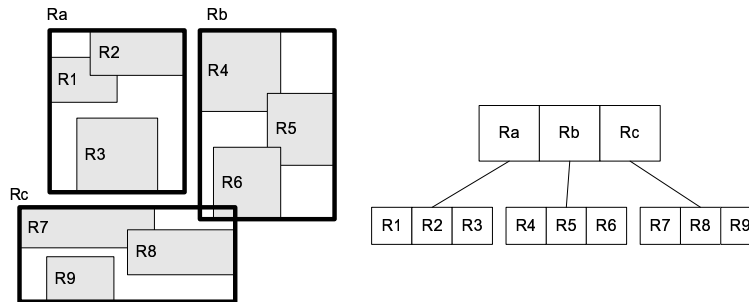 Ra
Rb
R2
R1
R4
R5
R3
R6
Rc
R7
R8
R9
Ra Rb Rc
R1 R2 R3 R4 R5 R6 R7 R8 R9